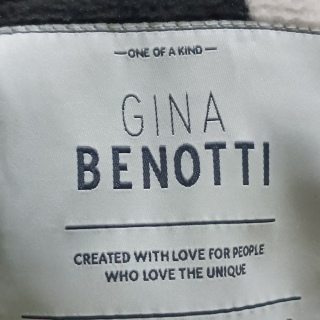 —ONE OF A KIND—
GINA
BENOTTI
CREATED WITH LOVE FOR PEOPLE
WHO LOVE THE UNIQUE